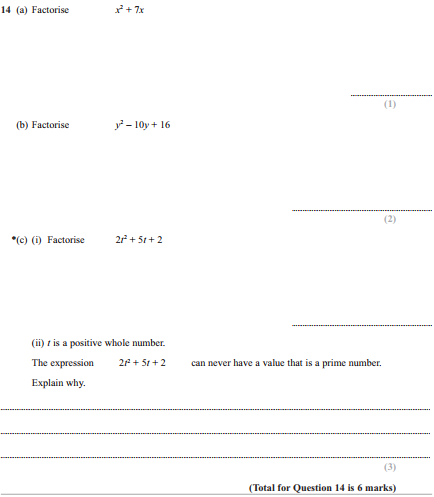 14 (a) Factorise x² + 7x
(1)
(b) Factorise y² – 10y + 16
(2)
*(c) (i) Factorise 2t² + 5t + 2
(ii) t is a positive whole number.
The expression 2t² + 5t + 2 can never have a value that is a prime number.
Explain why.
(3)
(Total for Question 14 is 6 marks)